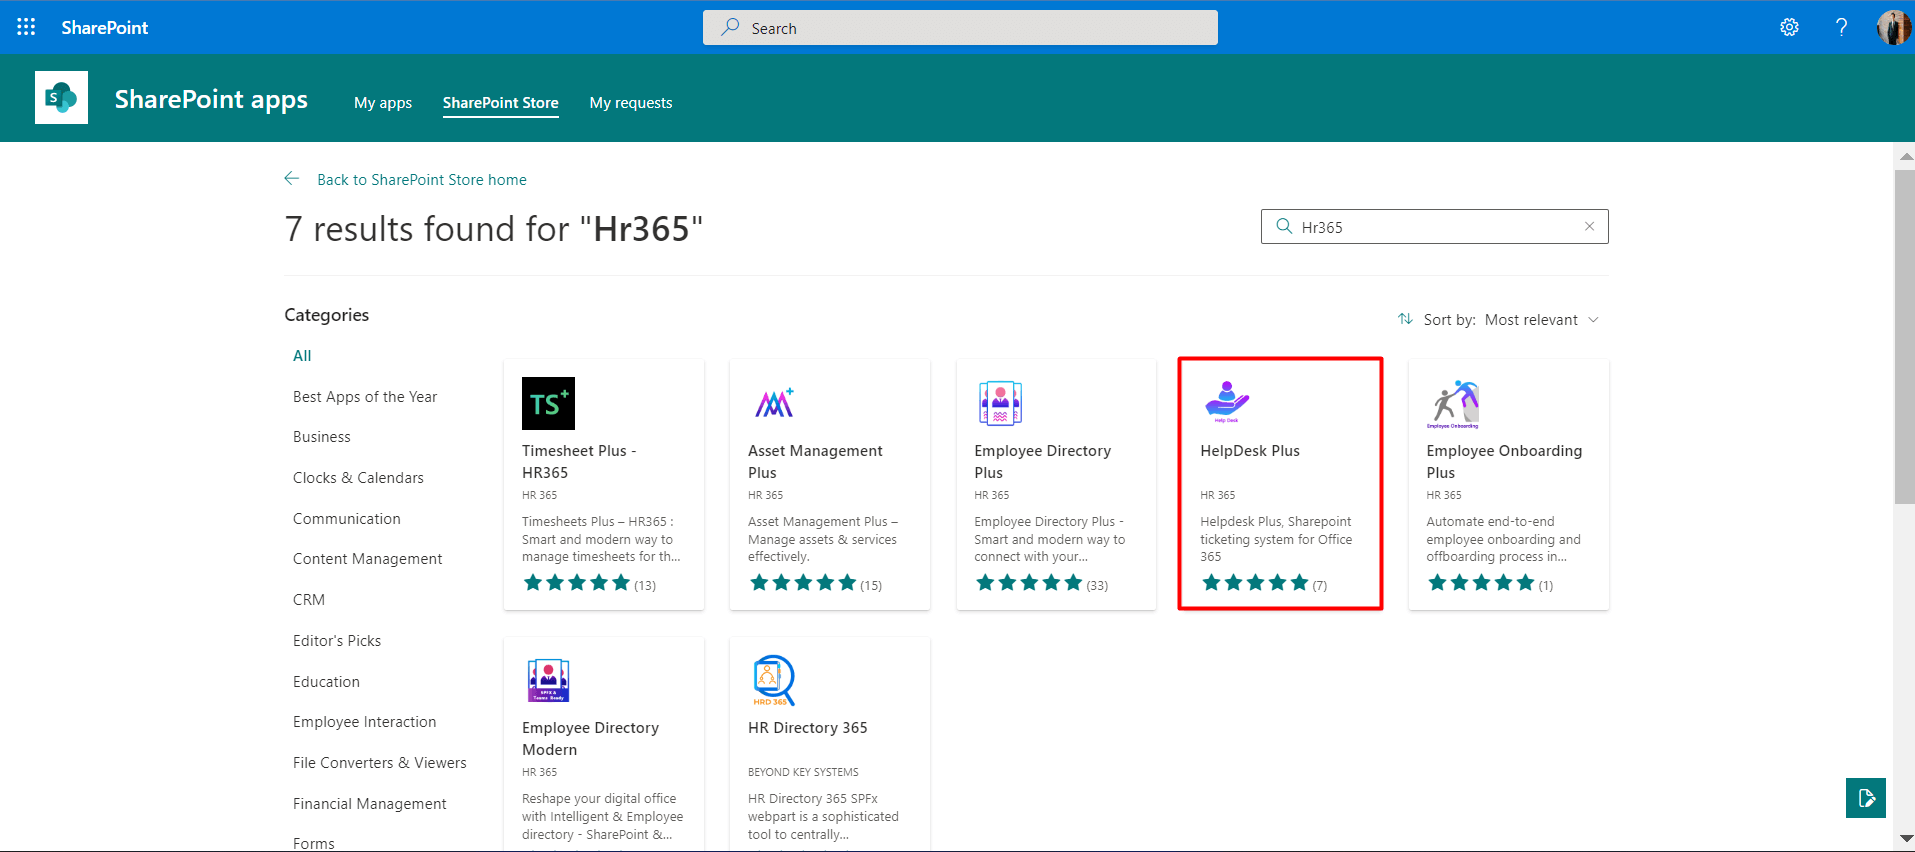 SharePoint
Search
?
S
SharePoint apps
My apps
SharePoint Store
My requests
Back to SharePoint Store home
7 results found for "Hr365"
Hr365
Categories
Sort by: Most relevant
All
Best Apps of the Year
Business
Clocks & Calendars
Communication
Content Management
CRM
Editor's Picks
Education
Employee Interaction
File Converters & Viewers
Financial Management
Forms
TS+
Timesheet Plus -
HR365
HR 365
Timesheets Plus – HR365 :
Smart and modern way to
manage timesheets for th...
(13)
Asset Management
Plus
HR 365
Asset Management Plus –
Manage assets & services
effectively.
(15)
Employee Directory
Plus
HR 365
Employee Directory Plus -
Smart and modern way to
connect with your...
(33)
Help Desk
HelpDesk Plus
HR 365
Helpdesk Plus, Sharepoint
ticketing system for Office
365
(7)
Employee Onboarding
Employee Onboarding
Plus
HR 365
Automate end-to-end
employee onboarding and
offboarding process in...
(1)
SPFX &
Teams Ready
Employee Directory
Modern
HR 365
Reshape your digital office
with Intelligent & Employee
directory - SharePoint &...
HRD 365
HR Directory 365
BEYOND KEY SYSTEMS
HR Directory 365 SPFx
webpart is a sophisticated
tool to centrally...